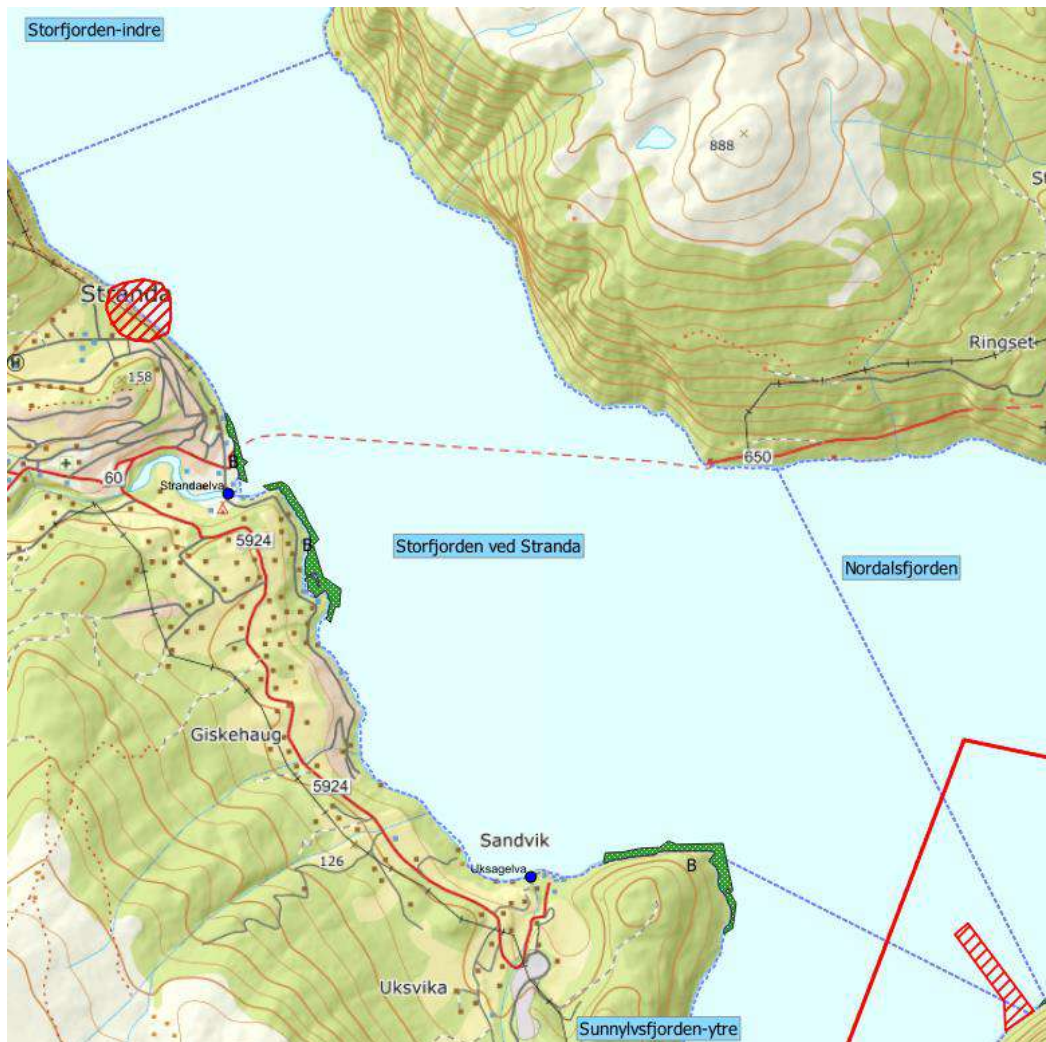 Storfjorden-indre
888
St
Stranda
Ringset
H
158
B
650
60
Strandaelva
5924
B
Storfjorden ved Stranda
Nordalsfjorden
Giskehaug
5924
Sandvik
126
Uksagelva
B
Uksvika
Sunnylvsfjorden-ytre